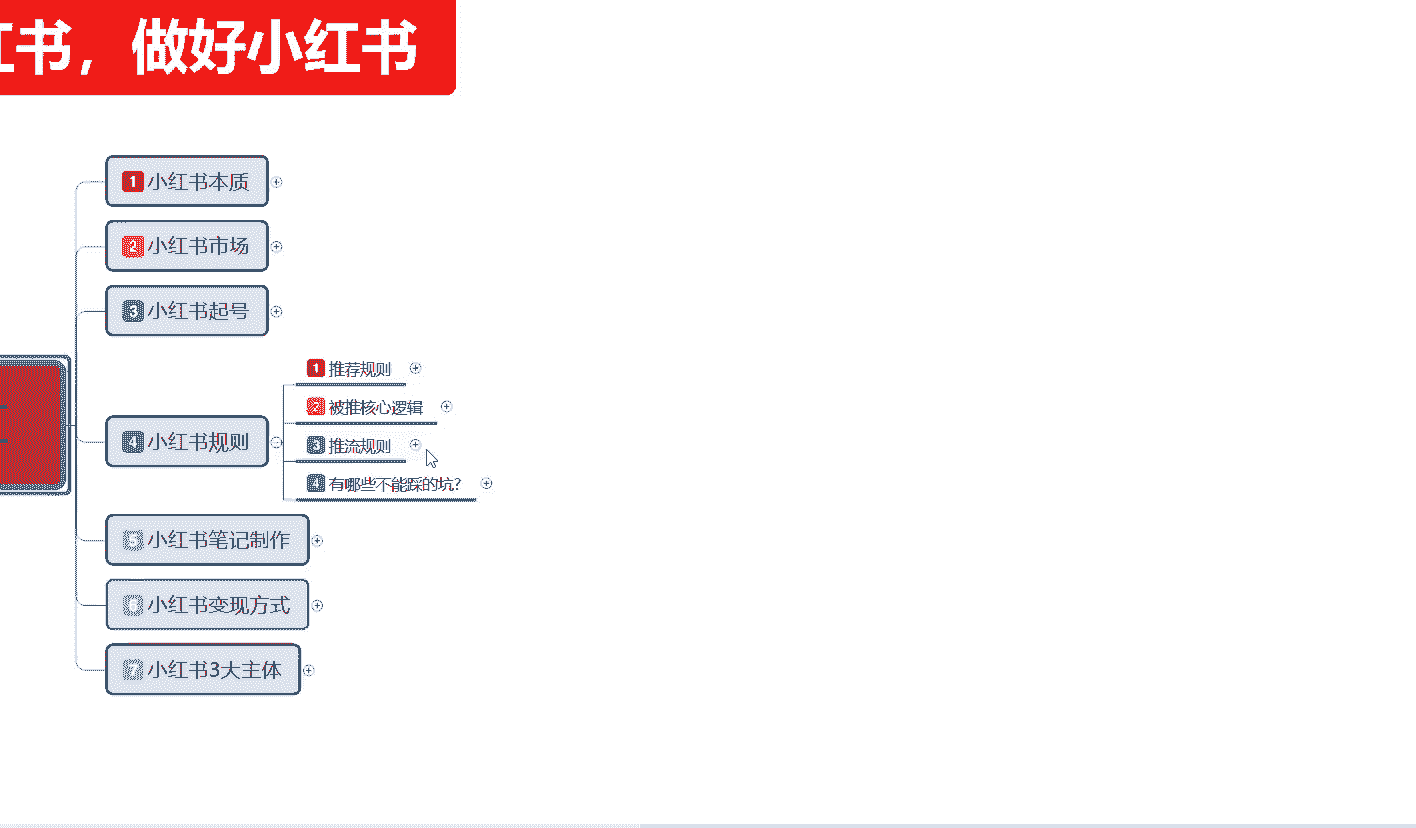 红书，做好小红书
1 小红书本质
2 小红书市场
3 小红书起号
4 小红书规则
1 推荐规则
2 被推核心逻辑
3 推流规则
4 有哪些不能踩的坑？
5 小红书笔记制作
6 小红书变现方式
7 小红书3大主体